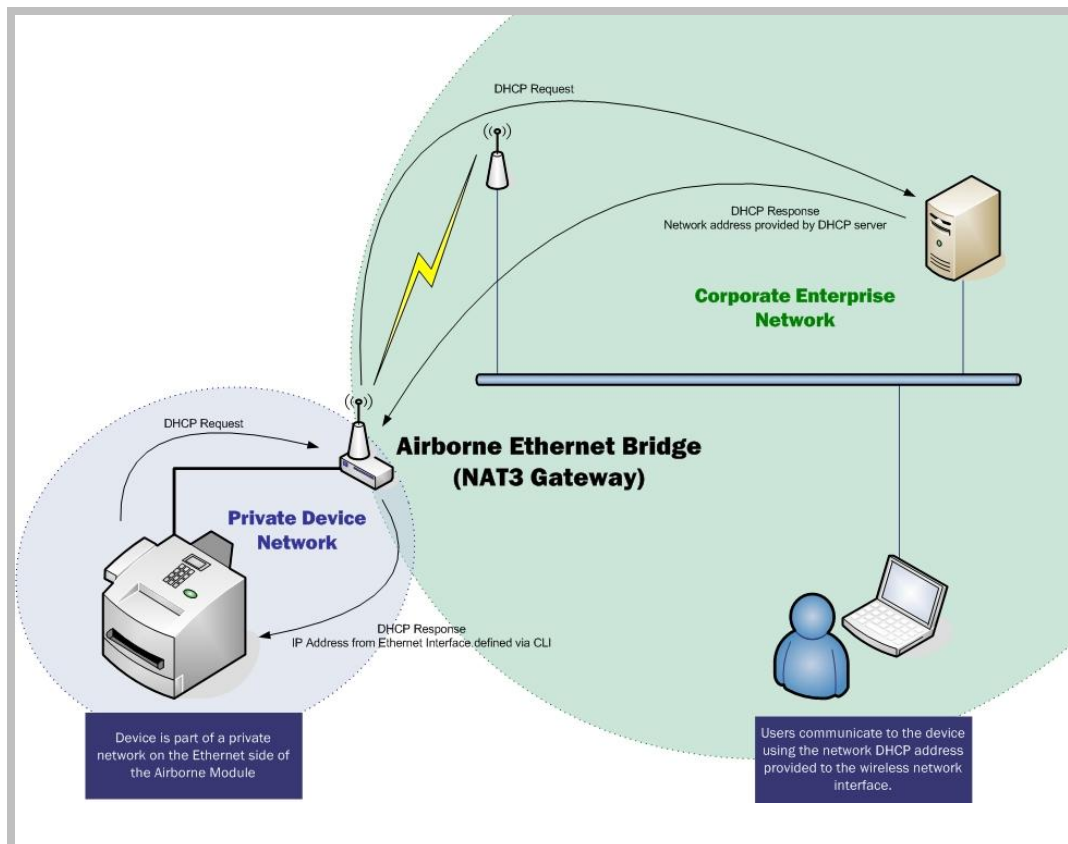 DHCP Request
DHCP Response
Network address provided by DHCP server
Corporate Enterprise
Network
DHCP Request
Airborne Ethernet Bridge
(NAT3 Gateway)
Private Device
Network
DHCP Response
IP Address from Ethernet Interface defined via CLI
Device is part of a private
network on the Ethernet side of
the Airborne Module
Users communicate to the device
using the network DHCP address
provided to the wireless network
interface.